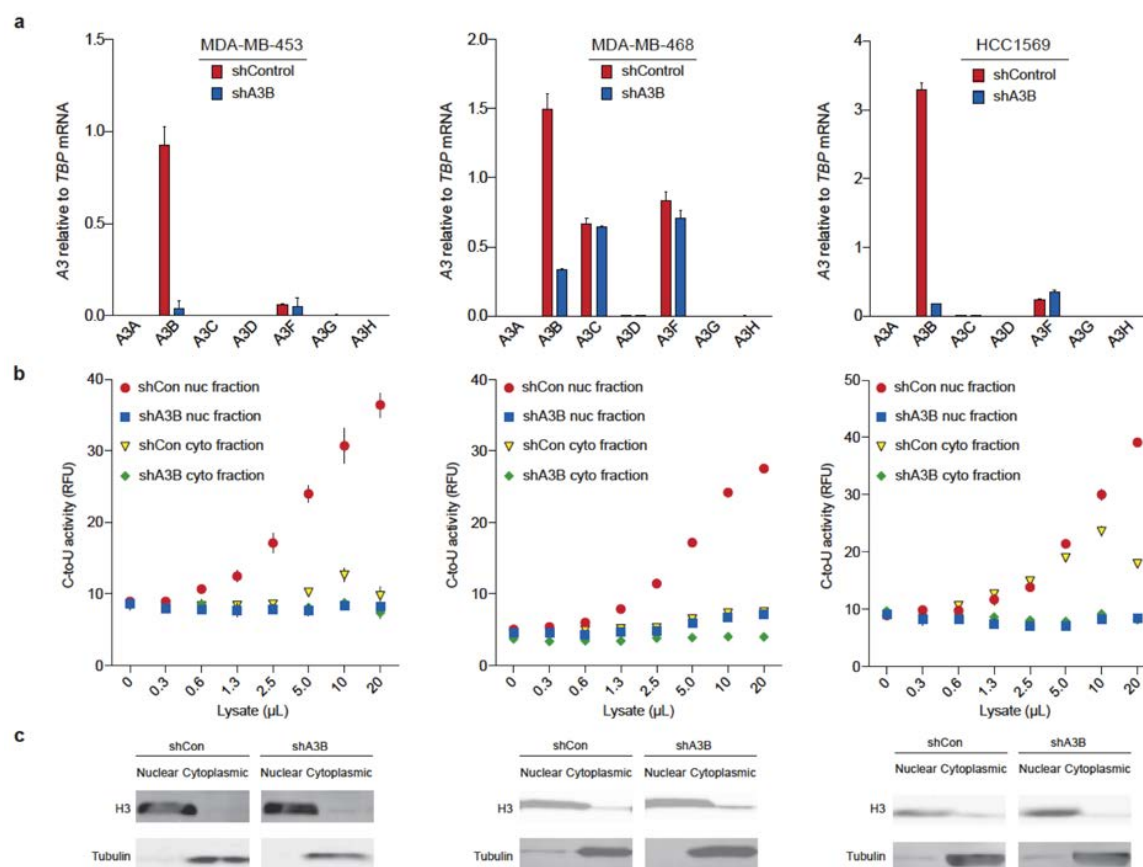 a
MDA-MB-453
shControl
shA3B
1.5
1.0
0.5
0.0
A3 relative to TBP mRNA
A3A
A3B
A3C
A3D
A3F
A3G
A3H
MDA-MB-468
shControl
shA3B
2.0
1.5
1.0
0.5
0.0
A3 relative to TBP mRNA
A3A
A3B
A3C
A3D
A3F
A3G
A3H
HCC1569
shControl
shA3B
4
3
2
1
0
A3 relative to TBP mRNA
A3A
A3B
A3C
A3D
A3F
A3G
A3H
b
40
30
20
10
0
C-to-U activity (RFU)
shCon nuc fraction
shA3B nuc fraction
shCon cyto fraction
shA3B cyto fraction
0
0.3
0.6
1.3
2.5
5.0
10
20
Lysate (µL)
40
30
20
10
0
C-to-U activity (RFU)
shCon nuc fraction
shA3B nuc fraction
shCon cyto fraction
shA3B cyto fraction
0
0.3
0.6
1.3
2.5
5.0
10
20
Lysate (µL)
50
40
30
20
10
0
C-to-U activity (RFU)
shCon nuc fraction
shA3B nuc fraction
shCon cyto fraction
shA3B cyto fraction
0
0.3
0.6
1.3
2.5
5.0
10
20
Lysate (µL)
c
shCon shA3B
Nuclear Cytoplasmic Nuclear Cytoplasmic
H3
Tubulin
shCon shA3B
Nuclear Cytoplasmic Nuclear Cytoplasmic
H3
Tubulin
shCon shA3B
Nuclear Cytoplasmic Nuclear Cytoplasmic
H3
Tubulin